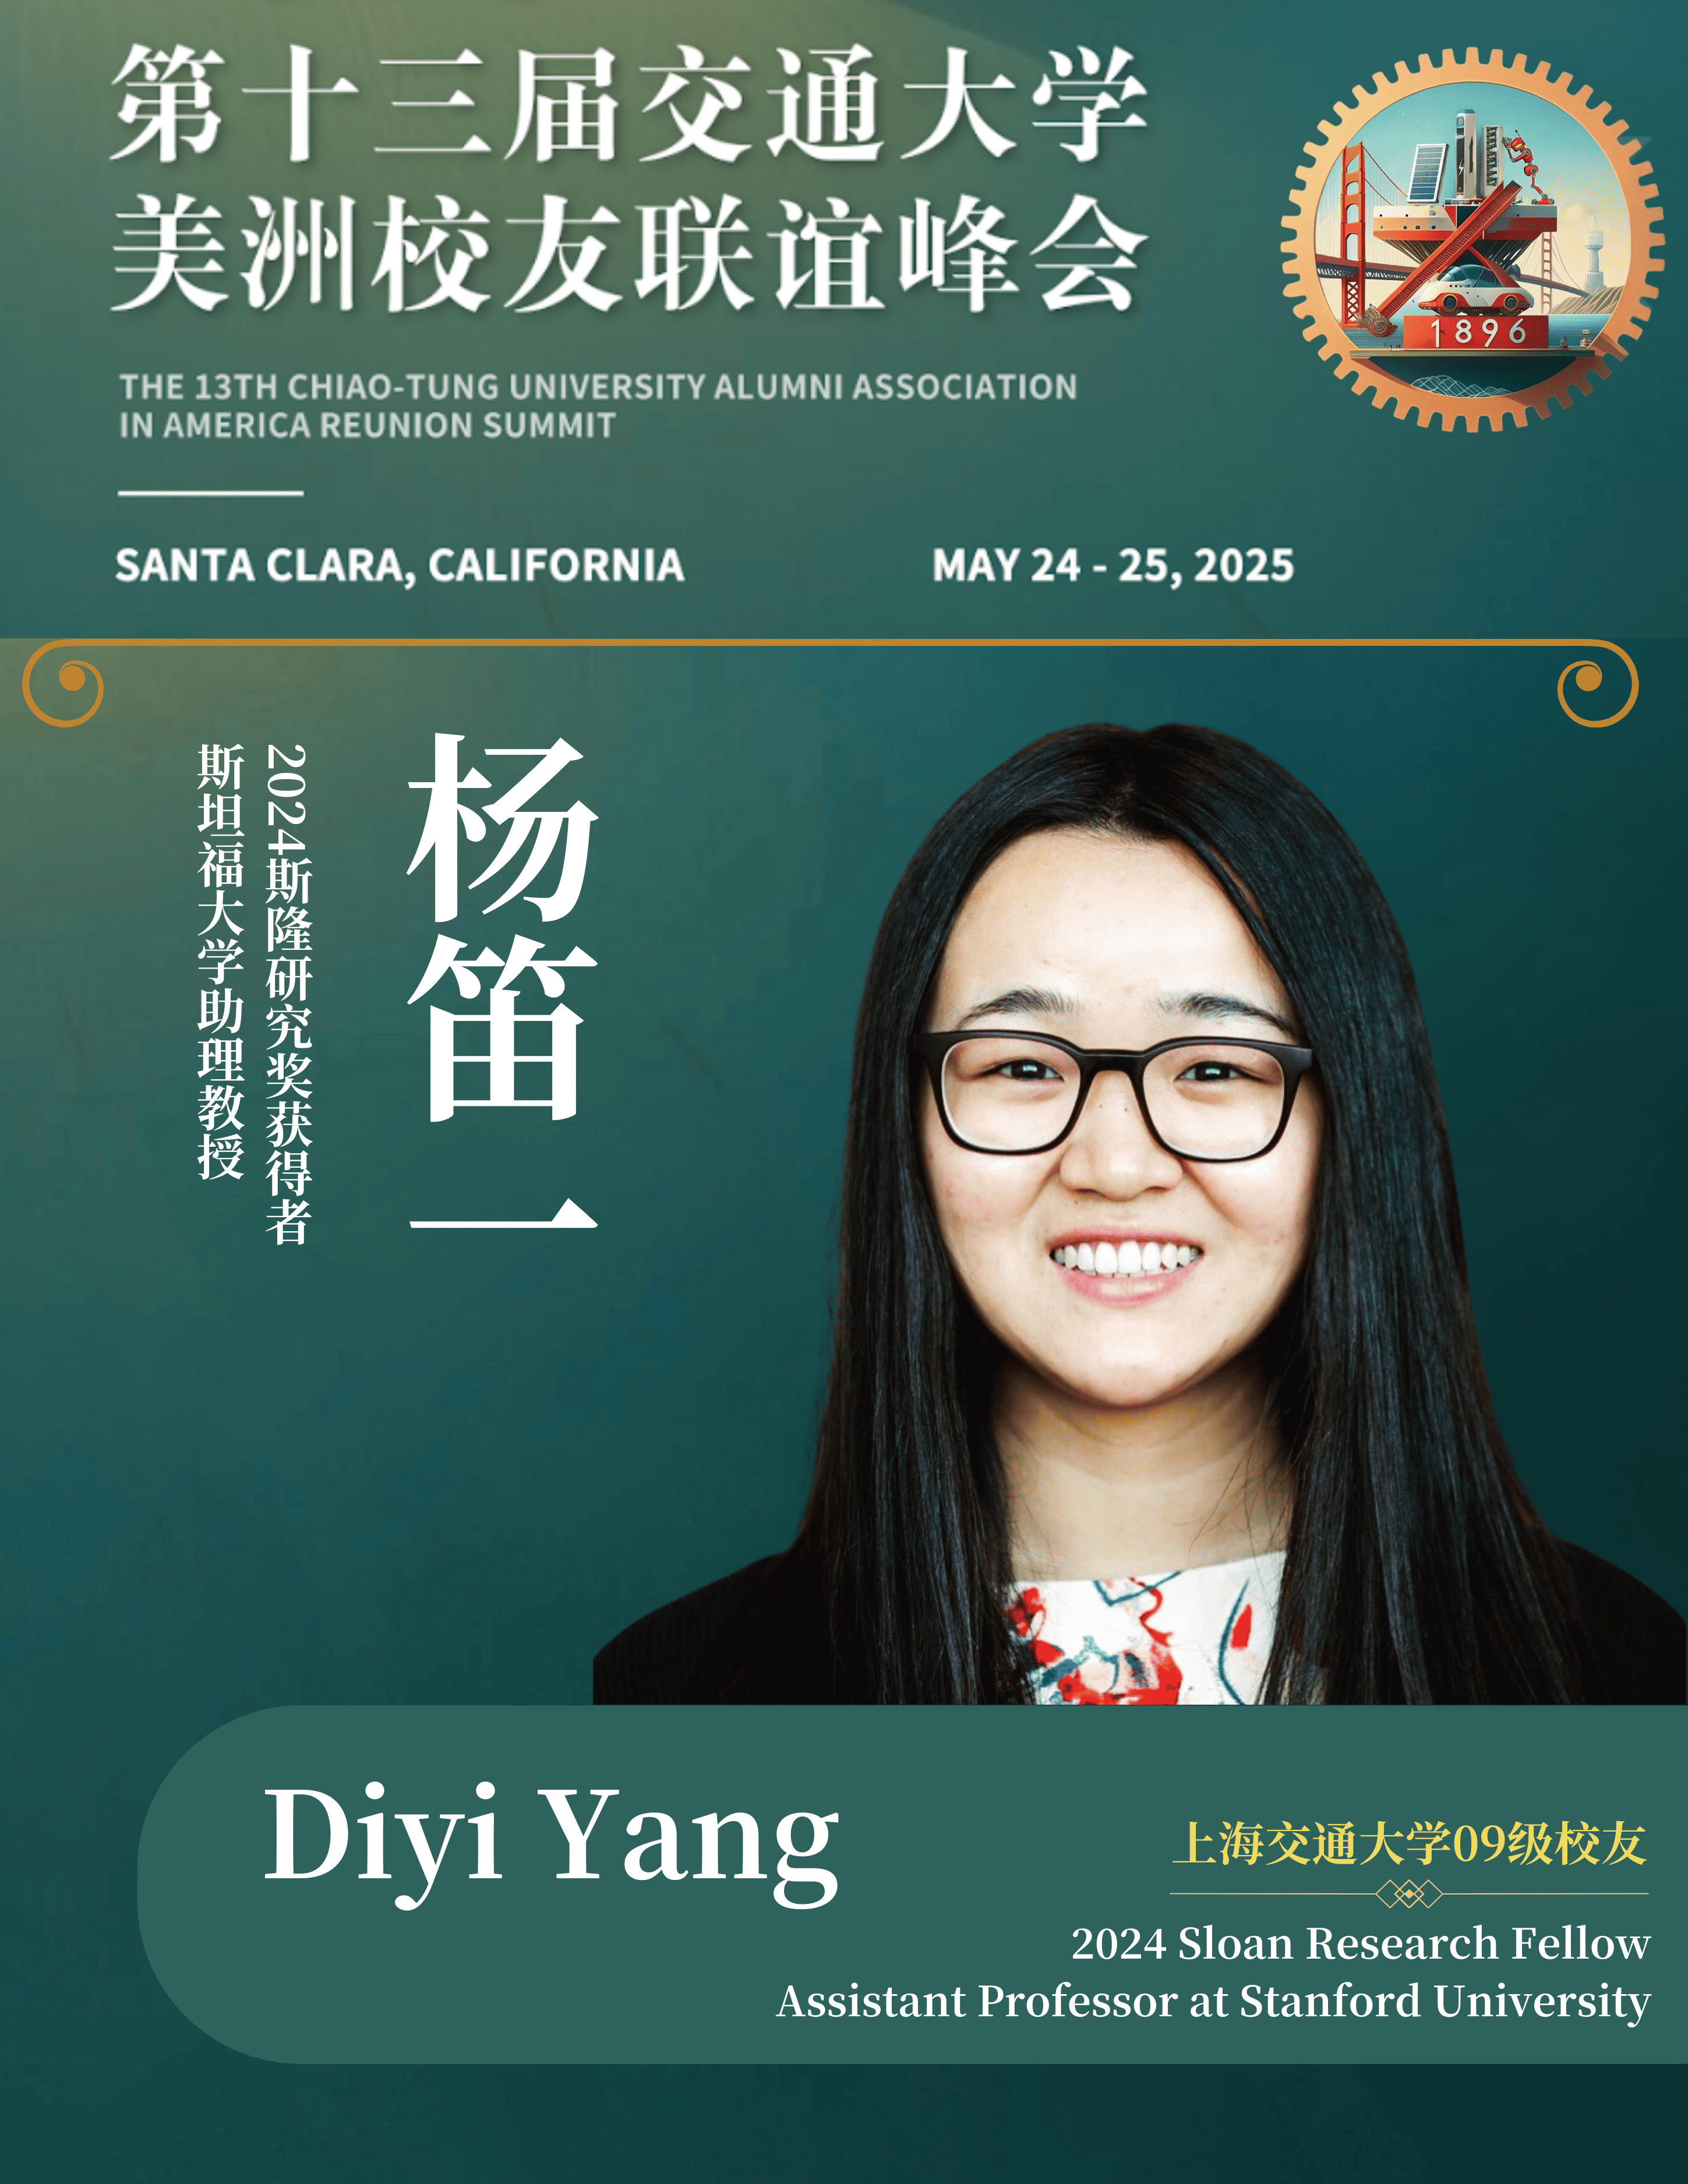 第十三届交通大学
美洲校友联谊峰会
THE 13TH CHIAO-TUNG UNIVERSITY ALUMNI ASSOCIATION
IN AMERICA REUNION SUMMIT
1896
SANTA CLARA, CALIFORNIA
MAY 24 - 25, 2025
杨笛一
2024斯隆研究奖获得者
斯坦福大学助理教授
Diyi Yang
上海交通大学09级校友
2024 Sloan Research Fellow
Assistant Professor at Stanford University